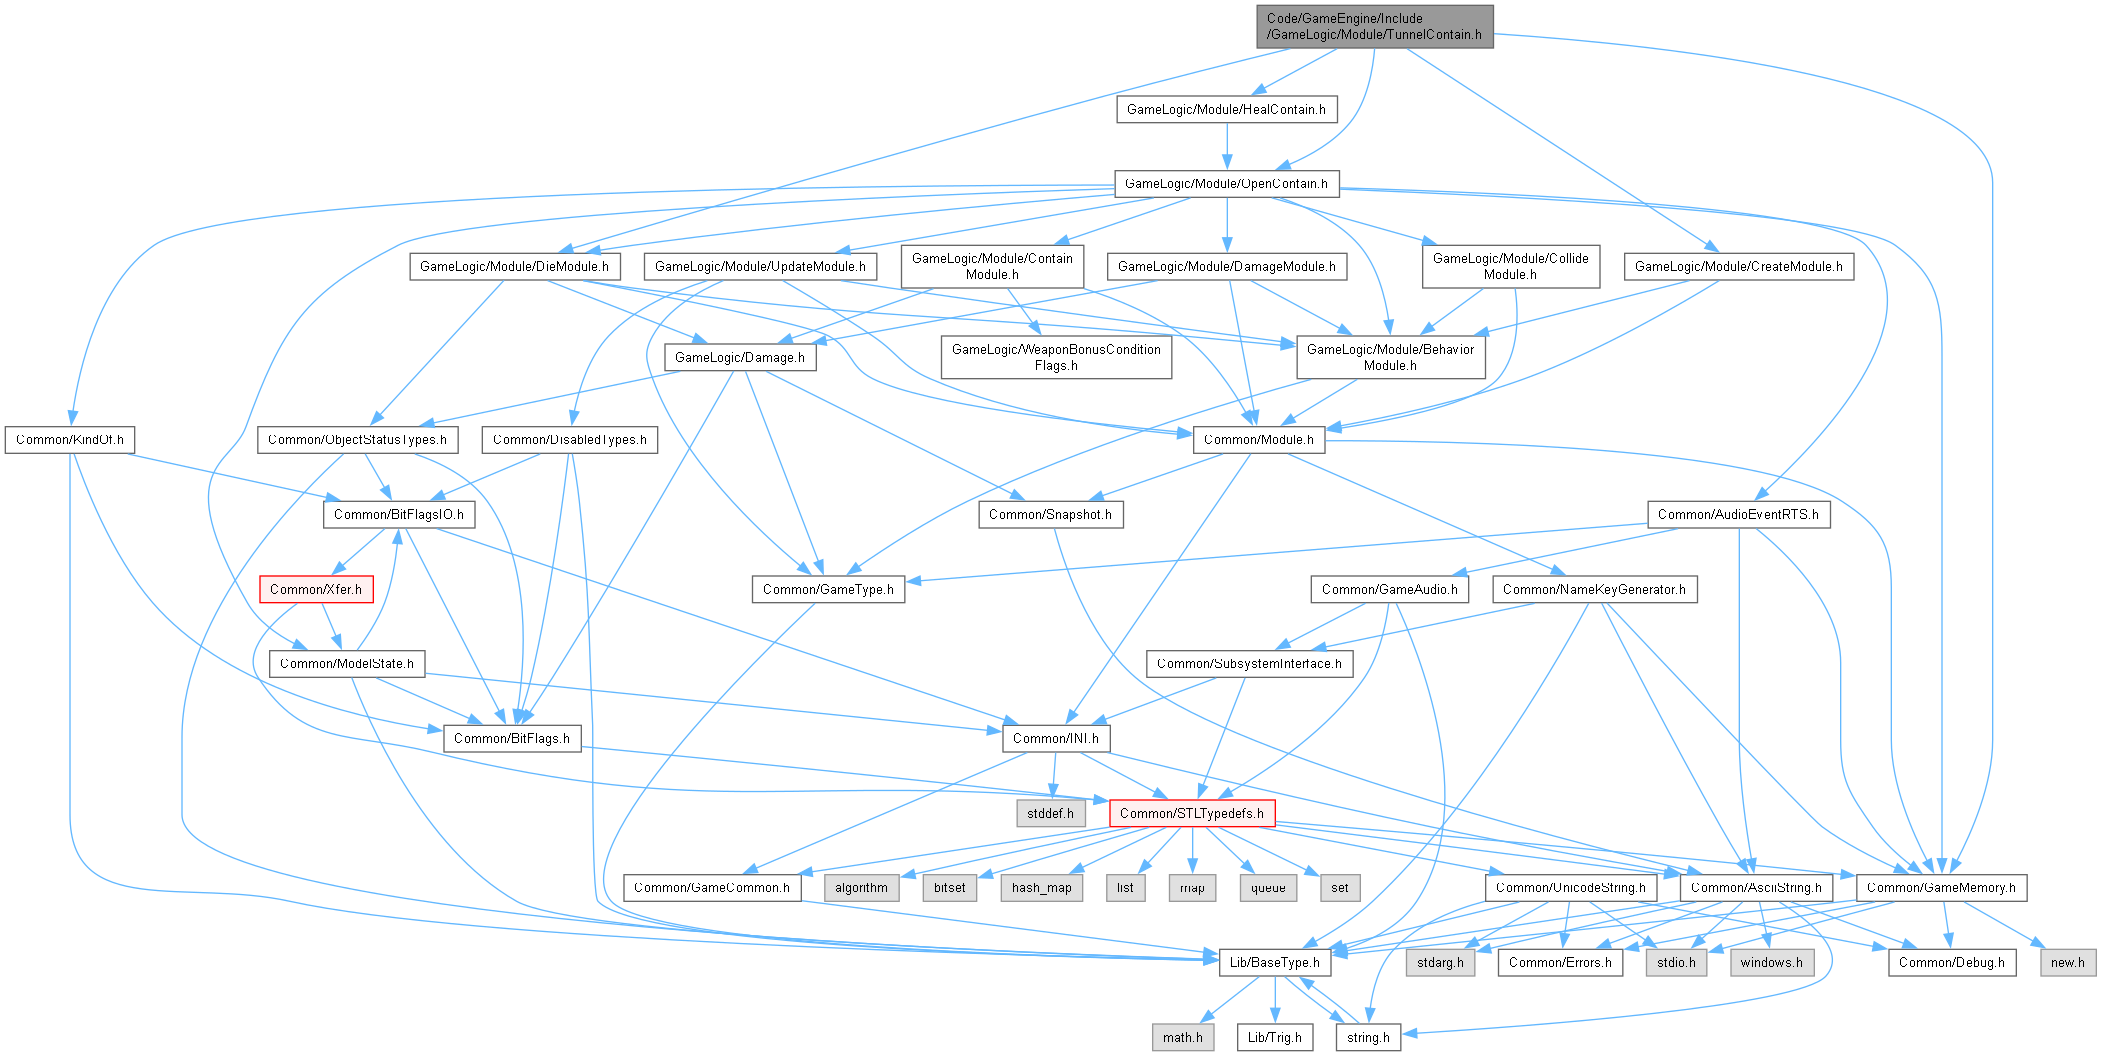 Code/GameEngine/Include
/GameLogic/Module/TunnelContain.h
GameLogic/Module/HealContain.h
GameLogic/Module/OpenContain.h
GameLogic/Module/DieModule.h
GameLogic/Module/UpdateModule.h
GameLogic/Module/Contain
Module.h
GameLogic/Module/DamageModule.h
GameLogic/Module/Collide
Module.h
GameLogic/Module/CreateModule.h
GameLogic/Damage.h
GameLogic/WeaponBonusCondition
Flags.h
GameLogic/Module/Behavior
Module.h
Common/KindOf.h
Common/ObjectStatusTypes.h
Common/DisabledTypes.h
Common/Module.h
Common/BitFlagsIO.h
Common/Snapshot.h
Common/AudioEventRTS.h
Common/Xfer.h
Common/GameType.h
Common/GameAudio.h
Common/NameKeyGenerator.h
Common/ModelState.h
Common/SubsystemInterface.h
Common/BitFlags.h
Common/INI.h
stddef.h
Common/STLTypedefs.h
Common/GameCommon.h
algorithm
bitset
hash_map
list
map
queue
set
Common/UnicodeString.h
Common/AsciiString.h
Common/GameMemory.h
Lib/BaseType.h
stdarg.h
Common/Errors.h
stdio.h
windows.h
Common/Debug.h
new.h
math.h
Lib/Trig.h
string.h